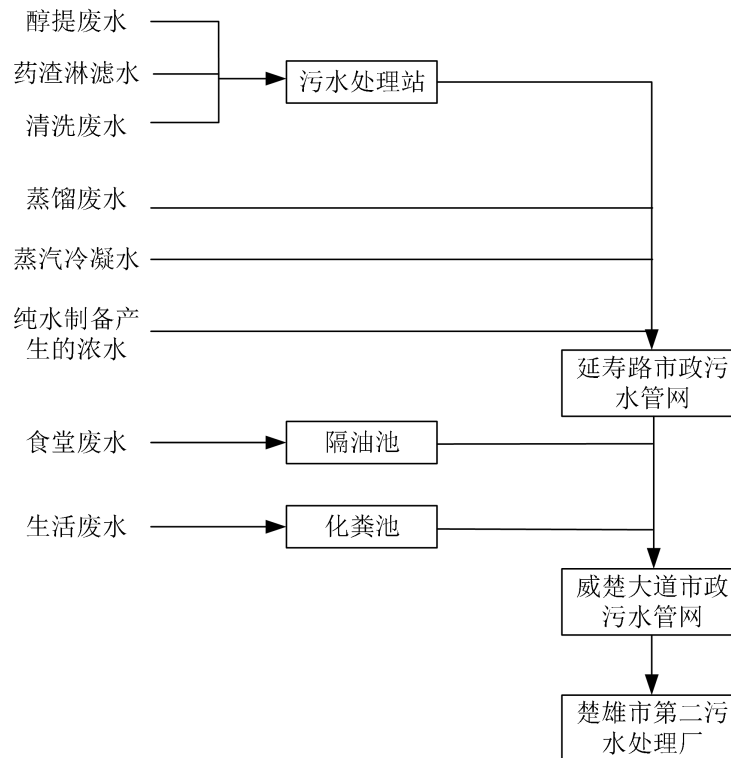 醇提废水
药渣淋滤水
污水处理站
清洗废水
蒸馏废水
蒸汽冷凝水
纯水制备产
生的浓水
延寿路市政污
水管网
食堂废水
隔油池
生活废水
化粪池
威楚大道市政
污水管网
楚雄市第二污
水处理厂